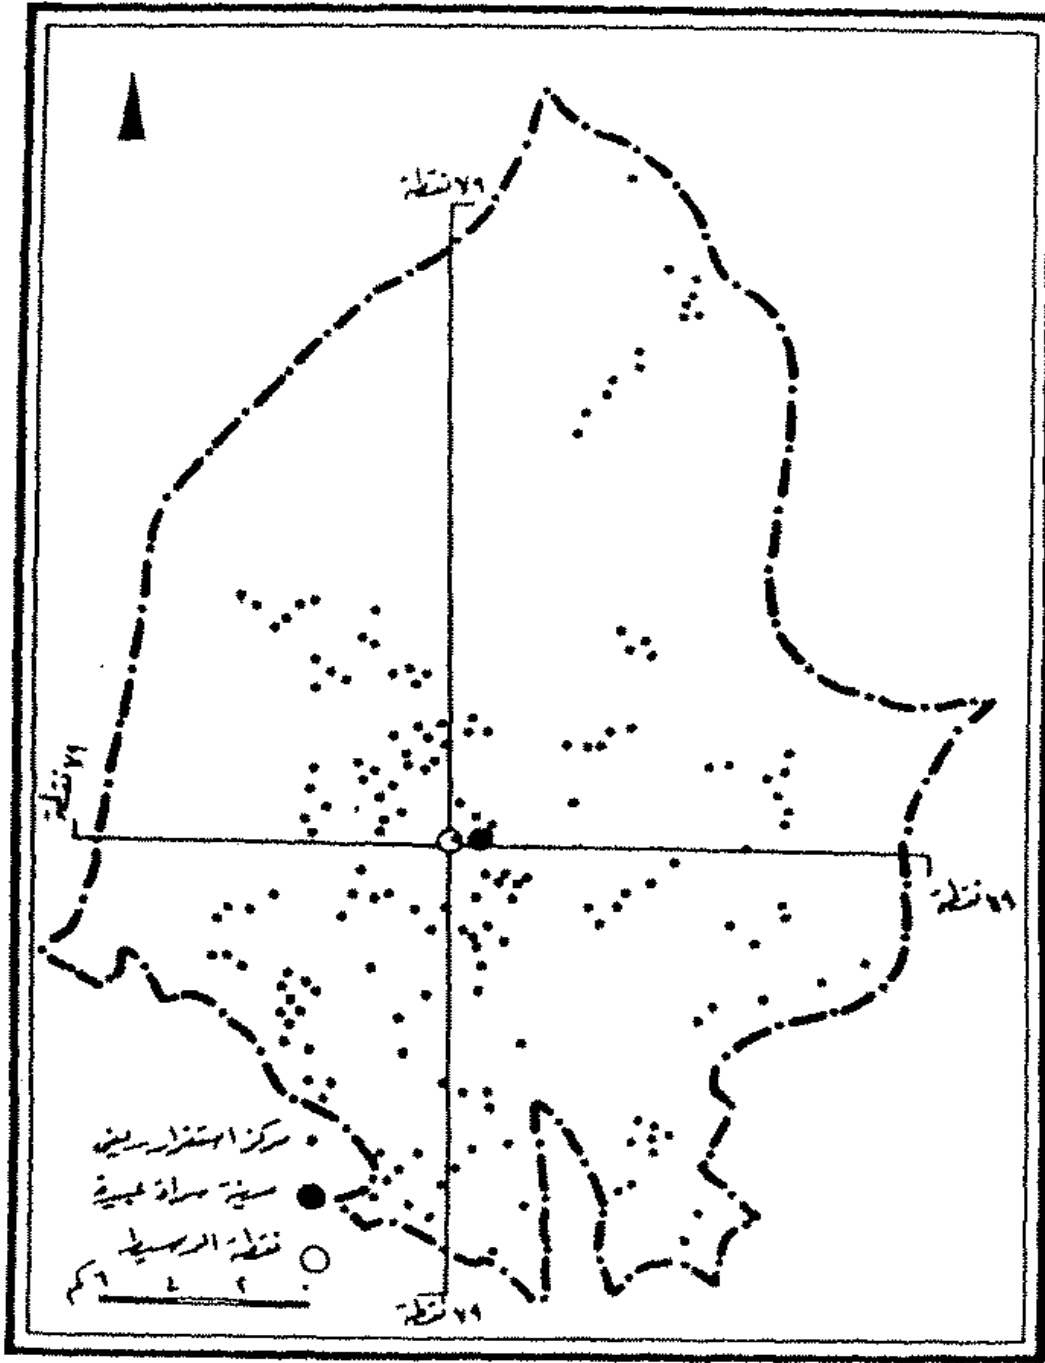 ٧٩ نقطة
٧٩ نقطة
٧٩ نقطة
مركز استقرار ريفي
مدينة سراة عبيدة
نقطة الوسيط
٠ ٢ ٤ ٦ كم
٧٩ نقطة